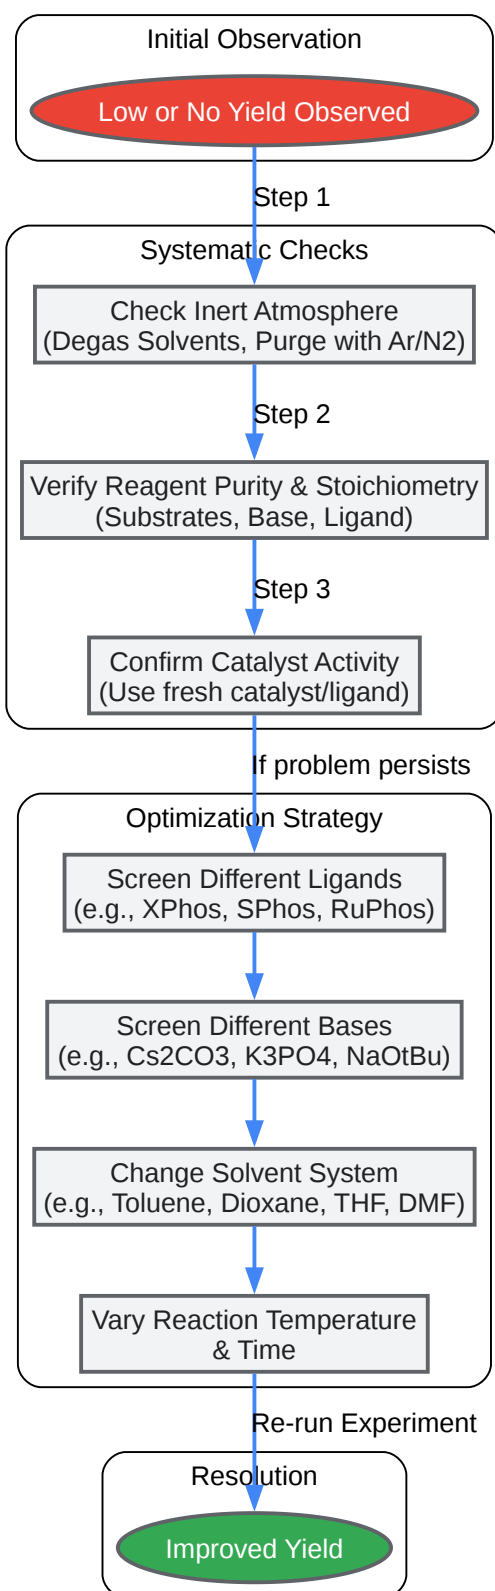 Initial Observation
Low or No Yield Observed
Step 1
Systematic Checks
Check Inert Atmosphere
(Degas Solvents, Purge with Ar/N2)
Step 2
Verify Reagent Purity & Stoichiometry
(Substrates, Base, Ligand)
Step 3
Confirm Catalyst Activity
(Use fresh catalyst/ligand)
If problem persists
Optimization Strategy
Screen Different Ligands
(e.g., XPhos, SPhos, RuPhos)
Screen Different Bases
(e.g., Cs2CO3, K3PO4, NaOtBu)
Change Solvent System
(e.g., Toluene, Dioxane, THF, DMF)
Vary Reaction Temperature
& Time
Re-run Experiment
Resolution
Improved Yield